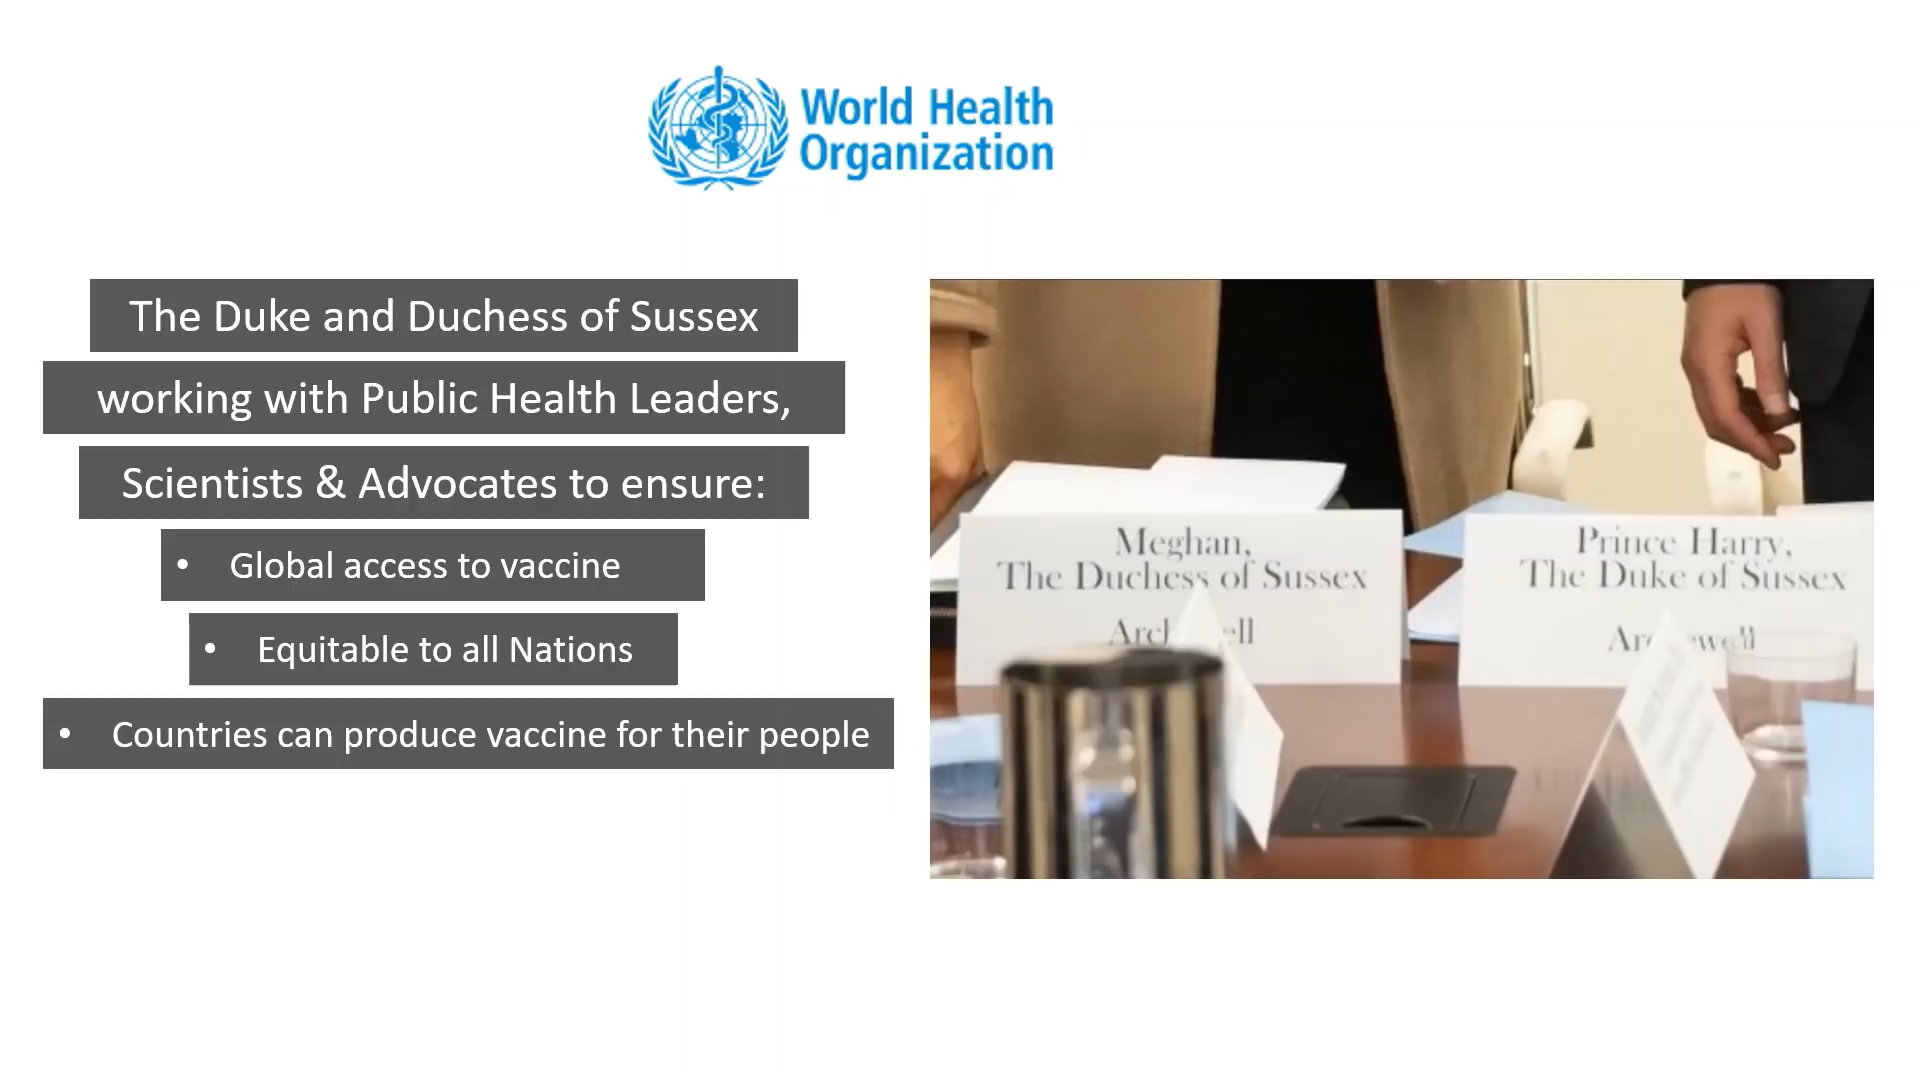 World Health
Organization
The Duke and Duchess of Sussex
working with Public Health Leaders,
Scientists & Advocates to ensure:
• Global access to vaccine
• Equitable to all Nations
• Countries can produce vaccine for their people
Meghan,
The Duchess of Sussex
Prince Harry,
The Duke of Sussex